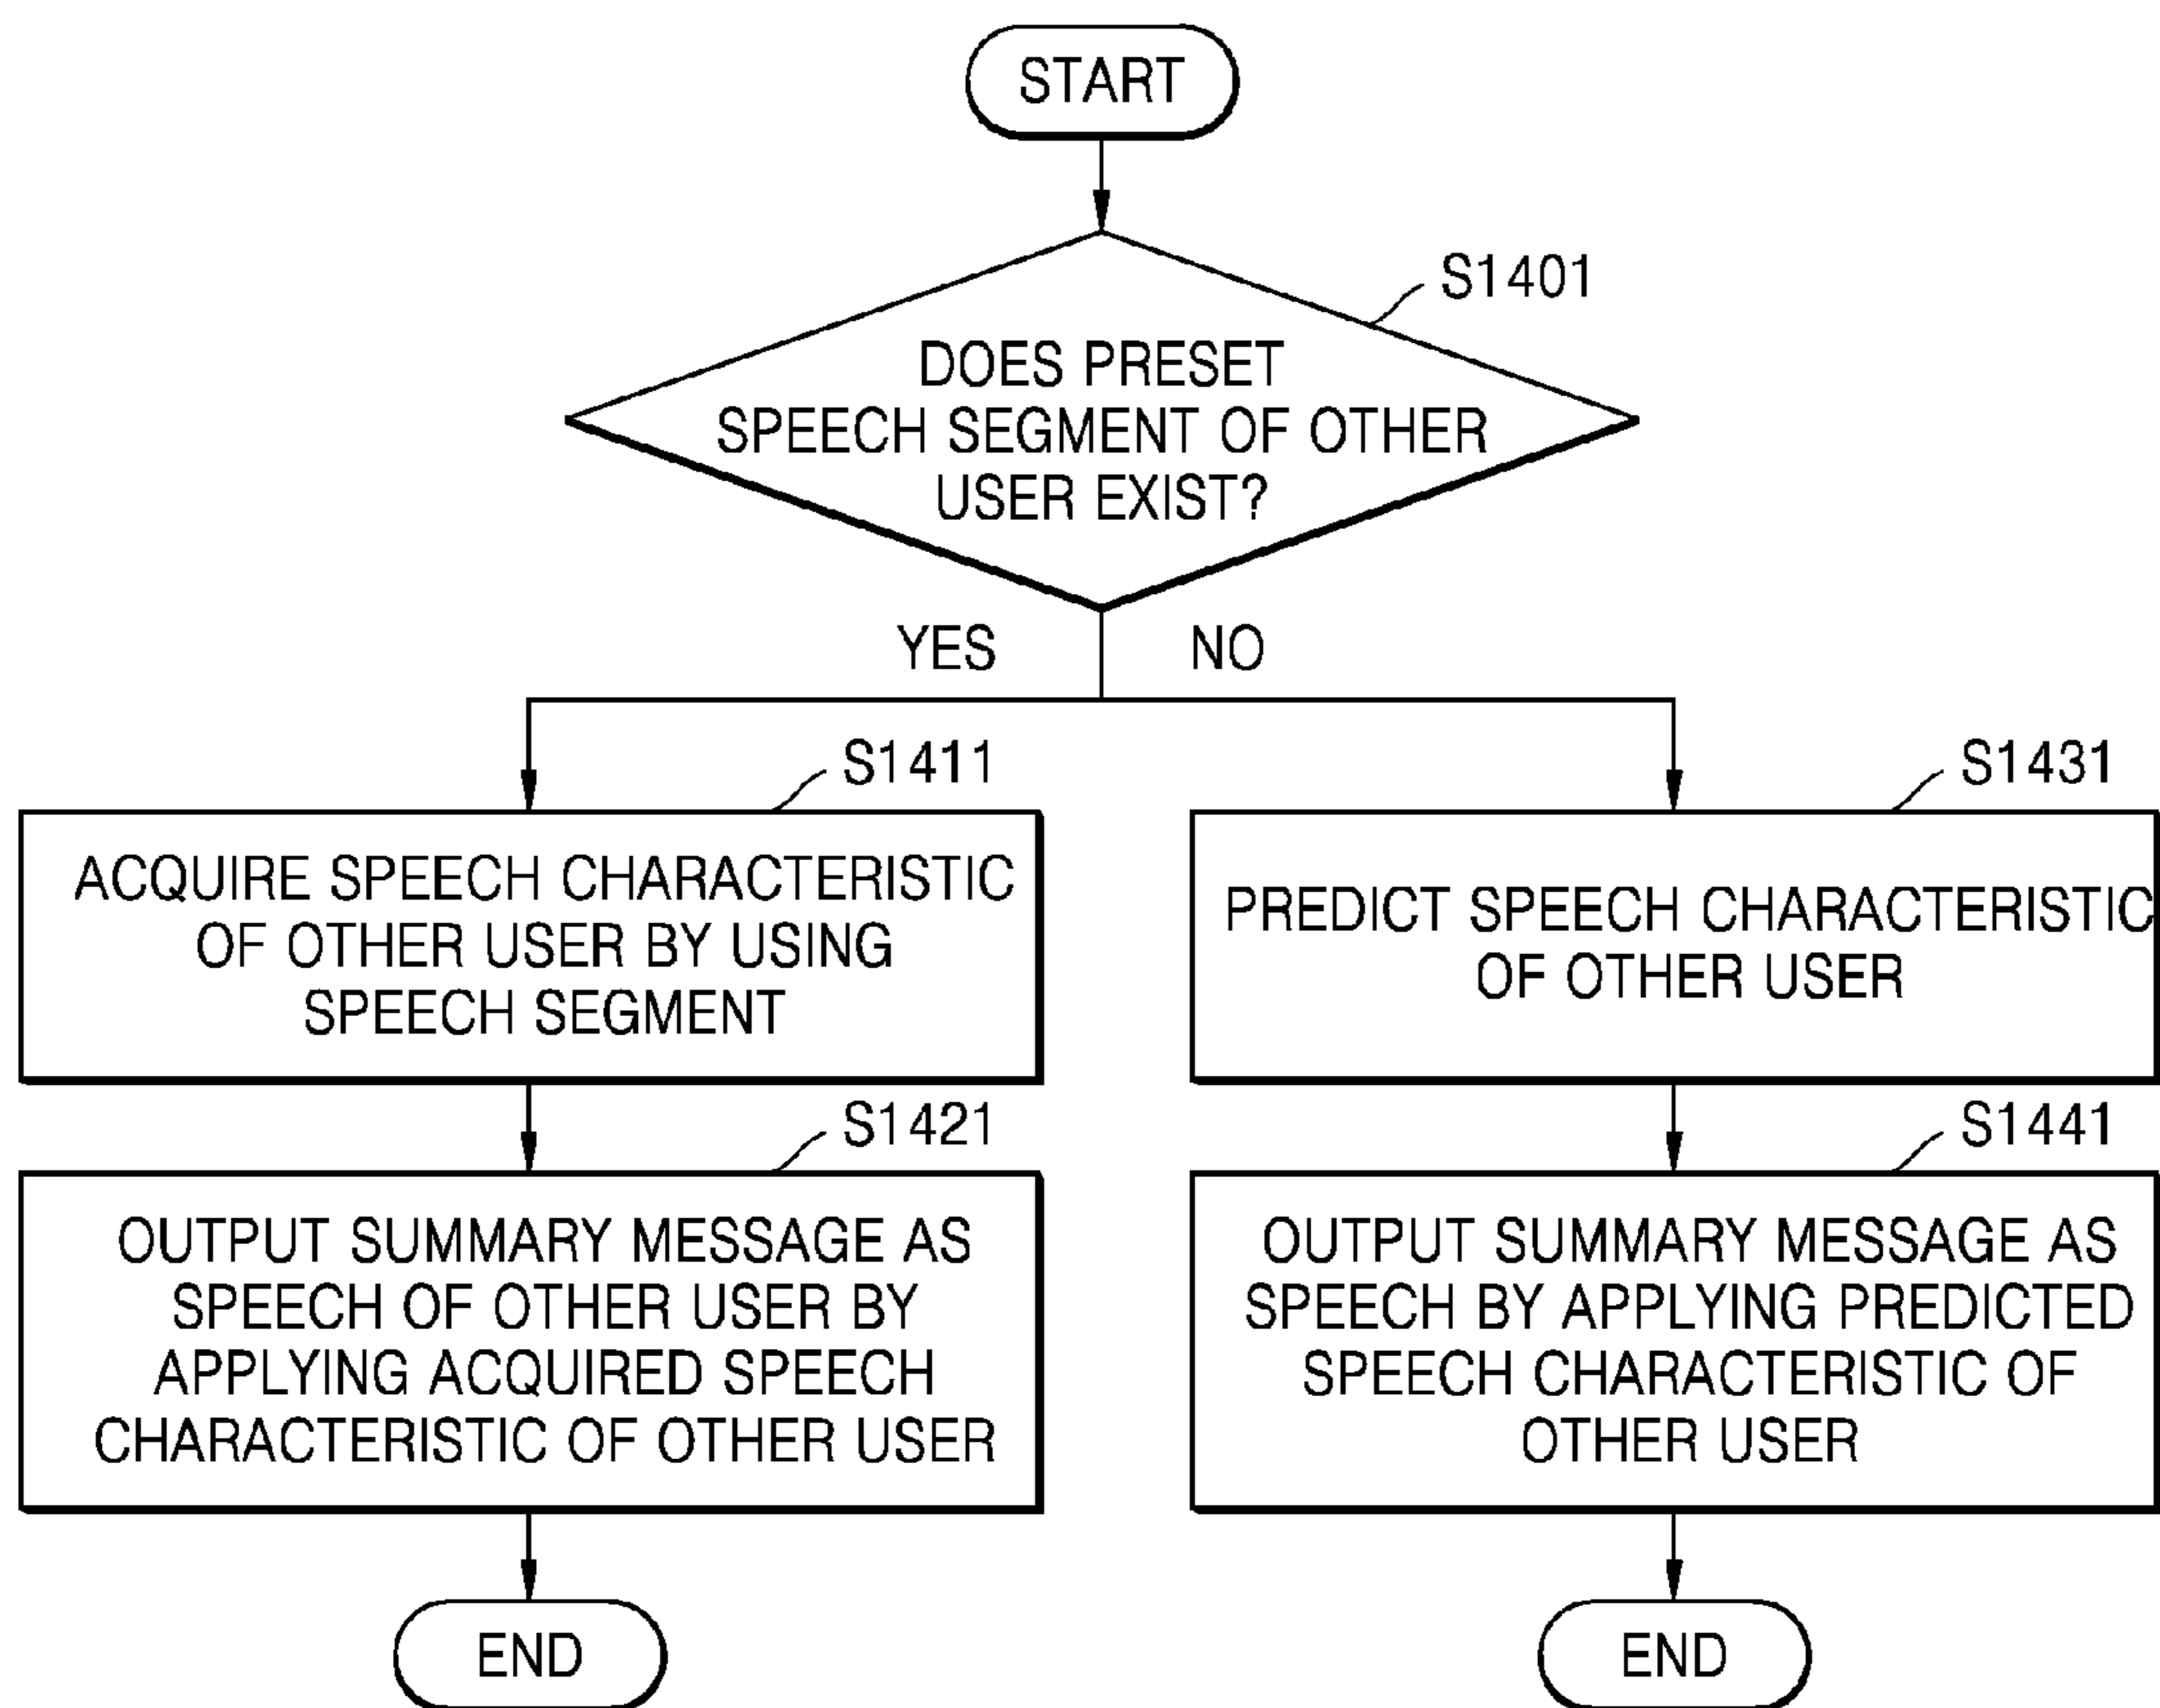 START
S1401
DOES PRESET
SPEECH SEGMENT OF OTHER
USER EXIST?
YES
NO
S1411
ACQUIRE SPEECH CHARACTERISTIC
OF OTHER USER BY USING
SPEECH SEGMENT
S1421
OUTPUT SUMMARY MESSAGE AS
SPEECH OF OTHER USER BY
APPLYING ACQUIRED SPEECH
CHARACTERISTIC OF OTHER USER
END
S1431
PREDICT SPEECH CHARACTERISTIC
OF OTHER USER
S1441
OUTPUT SUMMARY MESSAGE AS
SPEECH BY APPLYING PREDICTED
SPEECH CHARACTERISTIC OF
OTHER USER
END